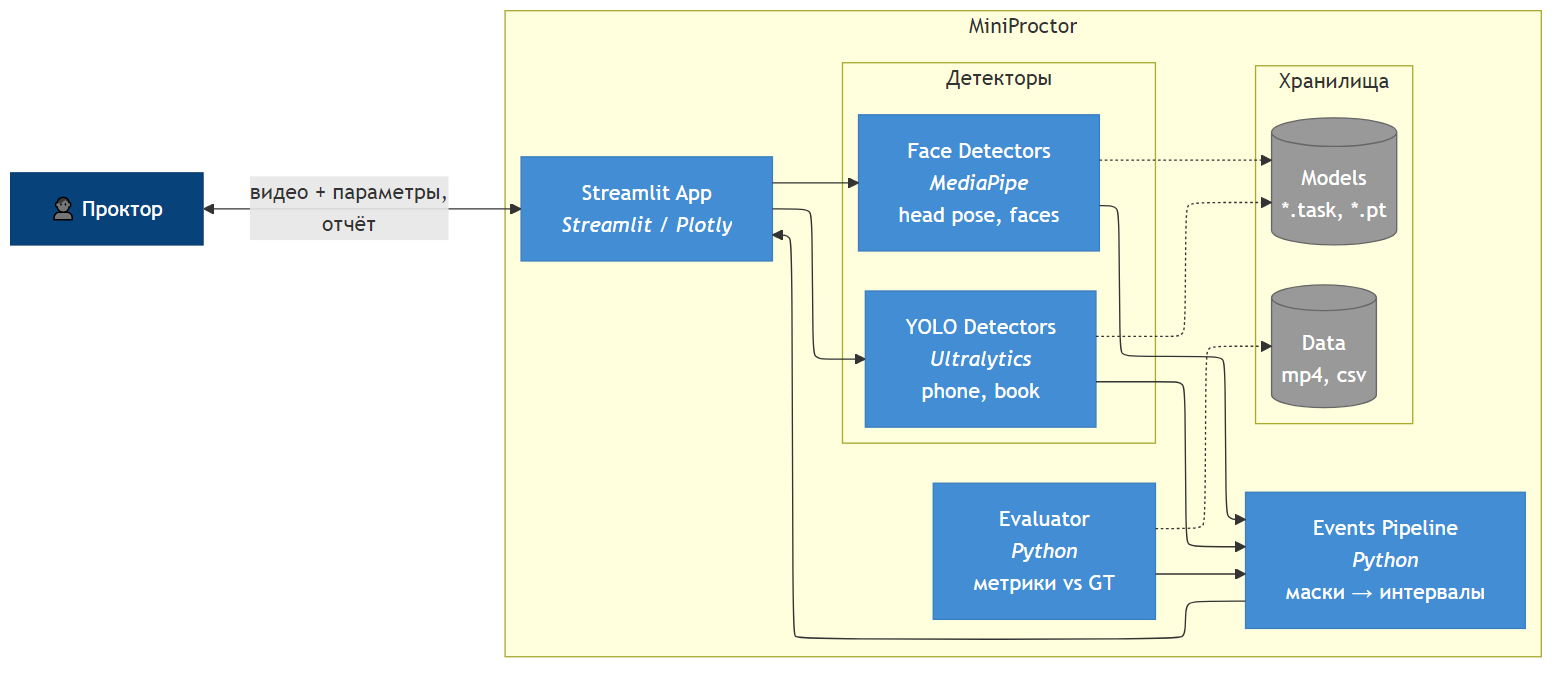 MiniProctor
Проктор
видео + параметры,
отчёт
Streamlit App
Streamlit / Plotly
Детекторы
Face Detectors
MediaPipe
head pose, faces
YOLO Detectors
Ultralytics
phone, book
Хранилища
Models
*.task, *.pt
Data
mp4, csv
Evaluator
Python
метрики vs GT
Events Pipeline
Python
маски → интервалы